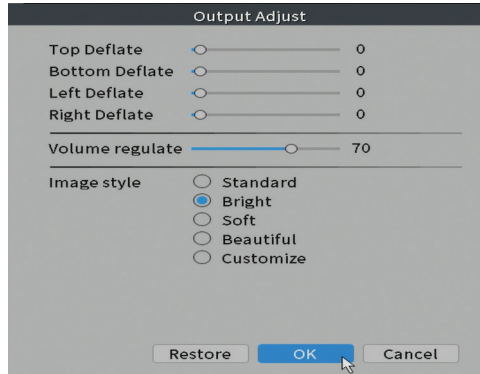 Output Adjust
Top Deflate 0
Bottom Deflate 0
Left Deflate 0
Right Deflate 0
Volume regulate 70
Image style Standard
Bright
Soft
Beautiful
Customize
Restore OK Cancel